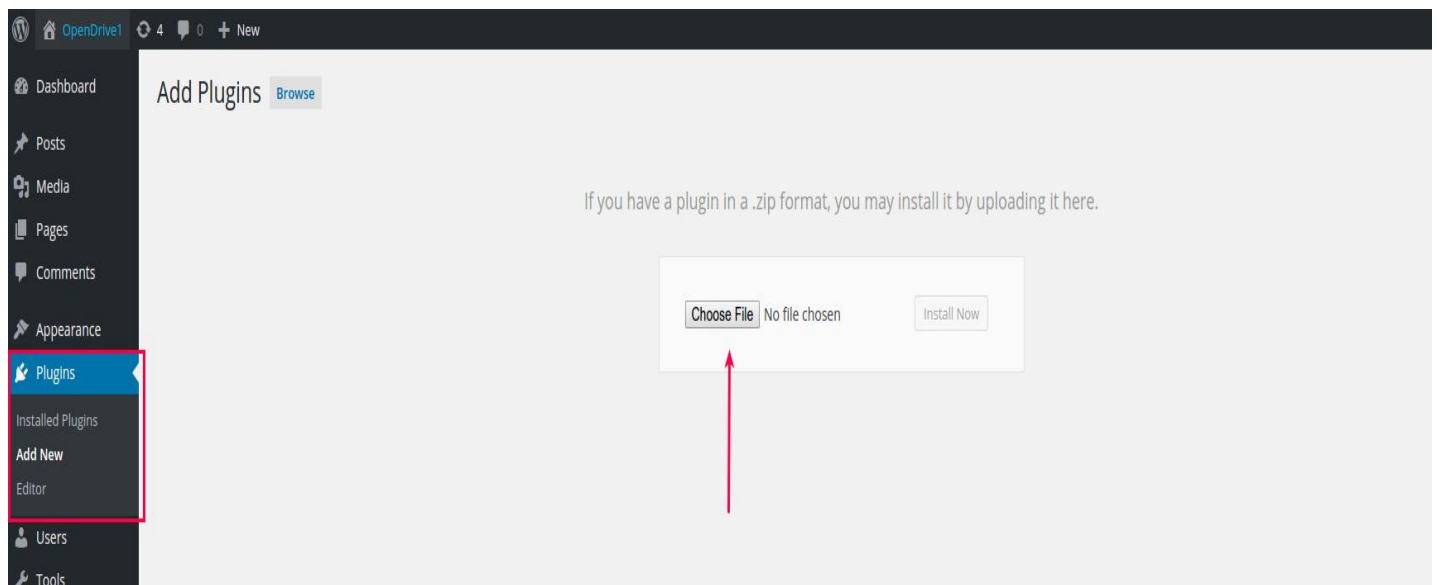 OpenDrive1 4 0 New
Dashboard
Add Plugins Browse
Posts
Media
Pages
Comments
Appearance
Plugins
Installed Plugins
Add New
Editor
Users
Tools
If you have a plugin in a .zip format, you may install it by uploading it here.
Choose File No file chosen Install Now